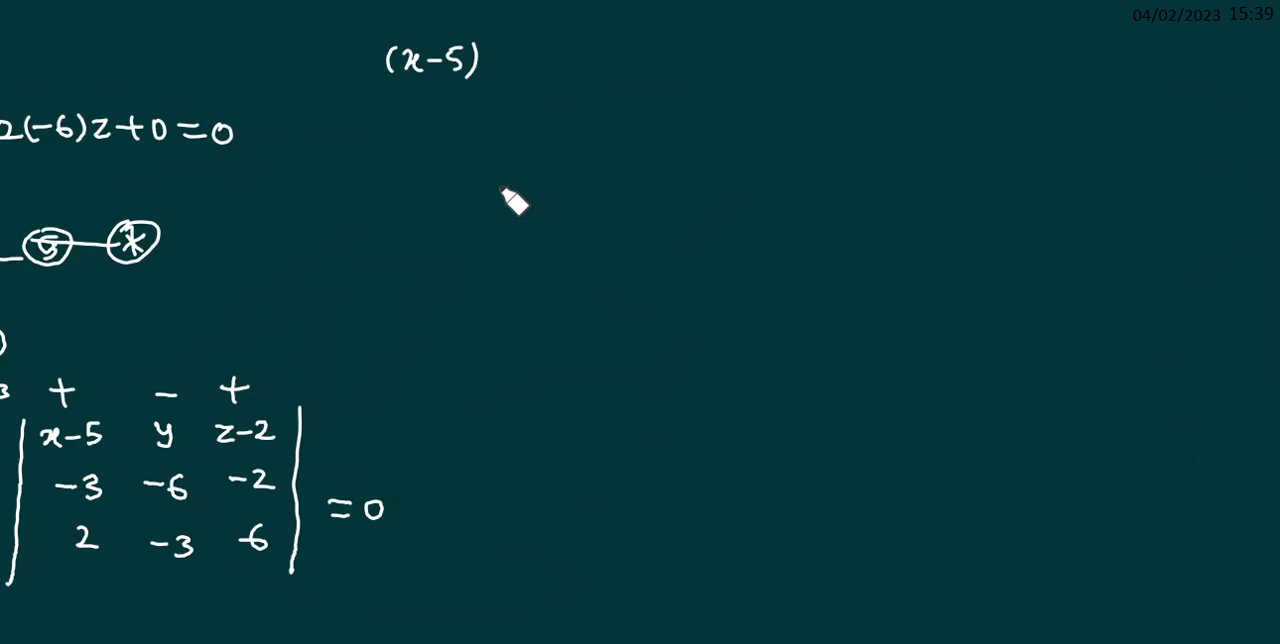 04/02/2023 15:39
(x-5)
2(-6)z+0=0
5 *
+ - +
x-5 y z-2
-3 -6 -2
=0
2 -3 6